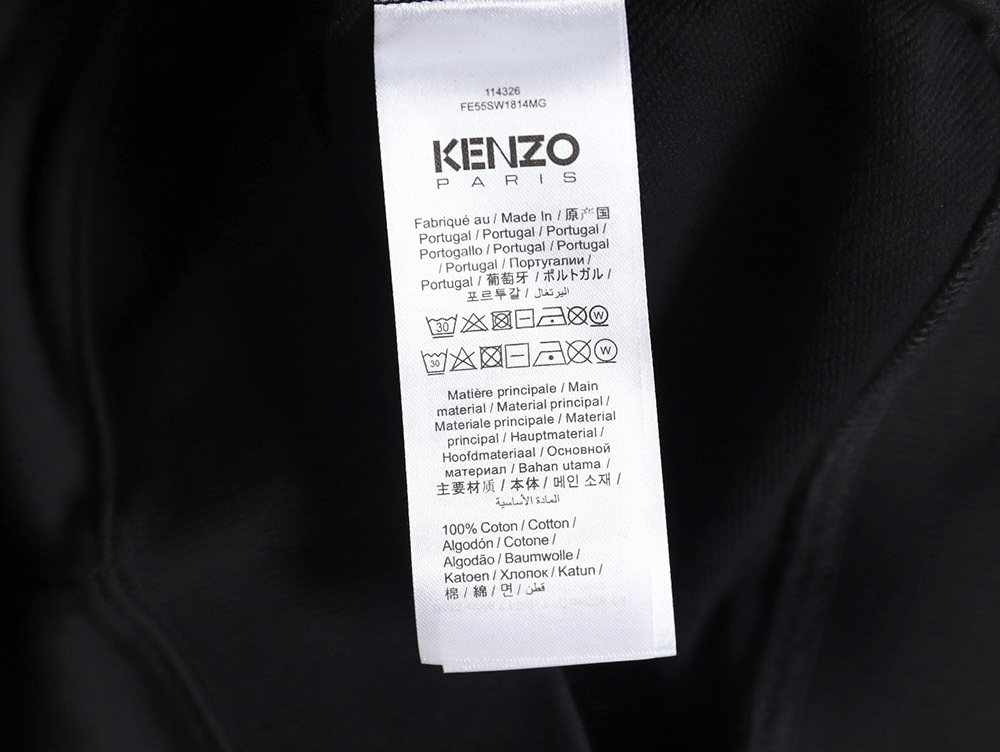 114326
FE55SW1814MG
KENZO
PARIS
Fabriqué au / Made In / 原产国
Portugal / Portugal / Portugal /
Portogallo / Portugal / Portugal
/ Portugal / Португалии /
Portugal / 葡萄牙 / ポルトガル /
포르투갈 / البرتغال /
30 W
30 W
Matière principale / Main
material / Material principal /
Materiale principale / Material
principal / Hauptmaterial /
Hoofdmateriaal / Основной
материал / Bahan utama /
主要材质 / 本体 / 메인 소재 /
المادة الأساسية
100% Coton / Cotton /
Algodón / Cotone /
Algodão / Baumwolle /
Katoen / Хлопок / Katun /
棉 / 綿 / 면 / قطن